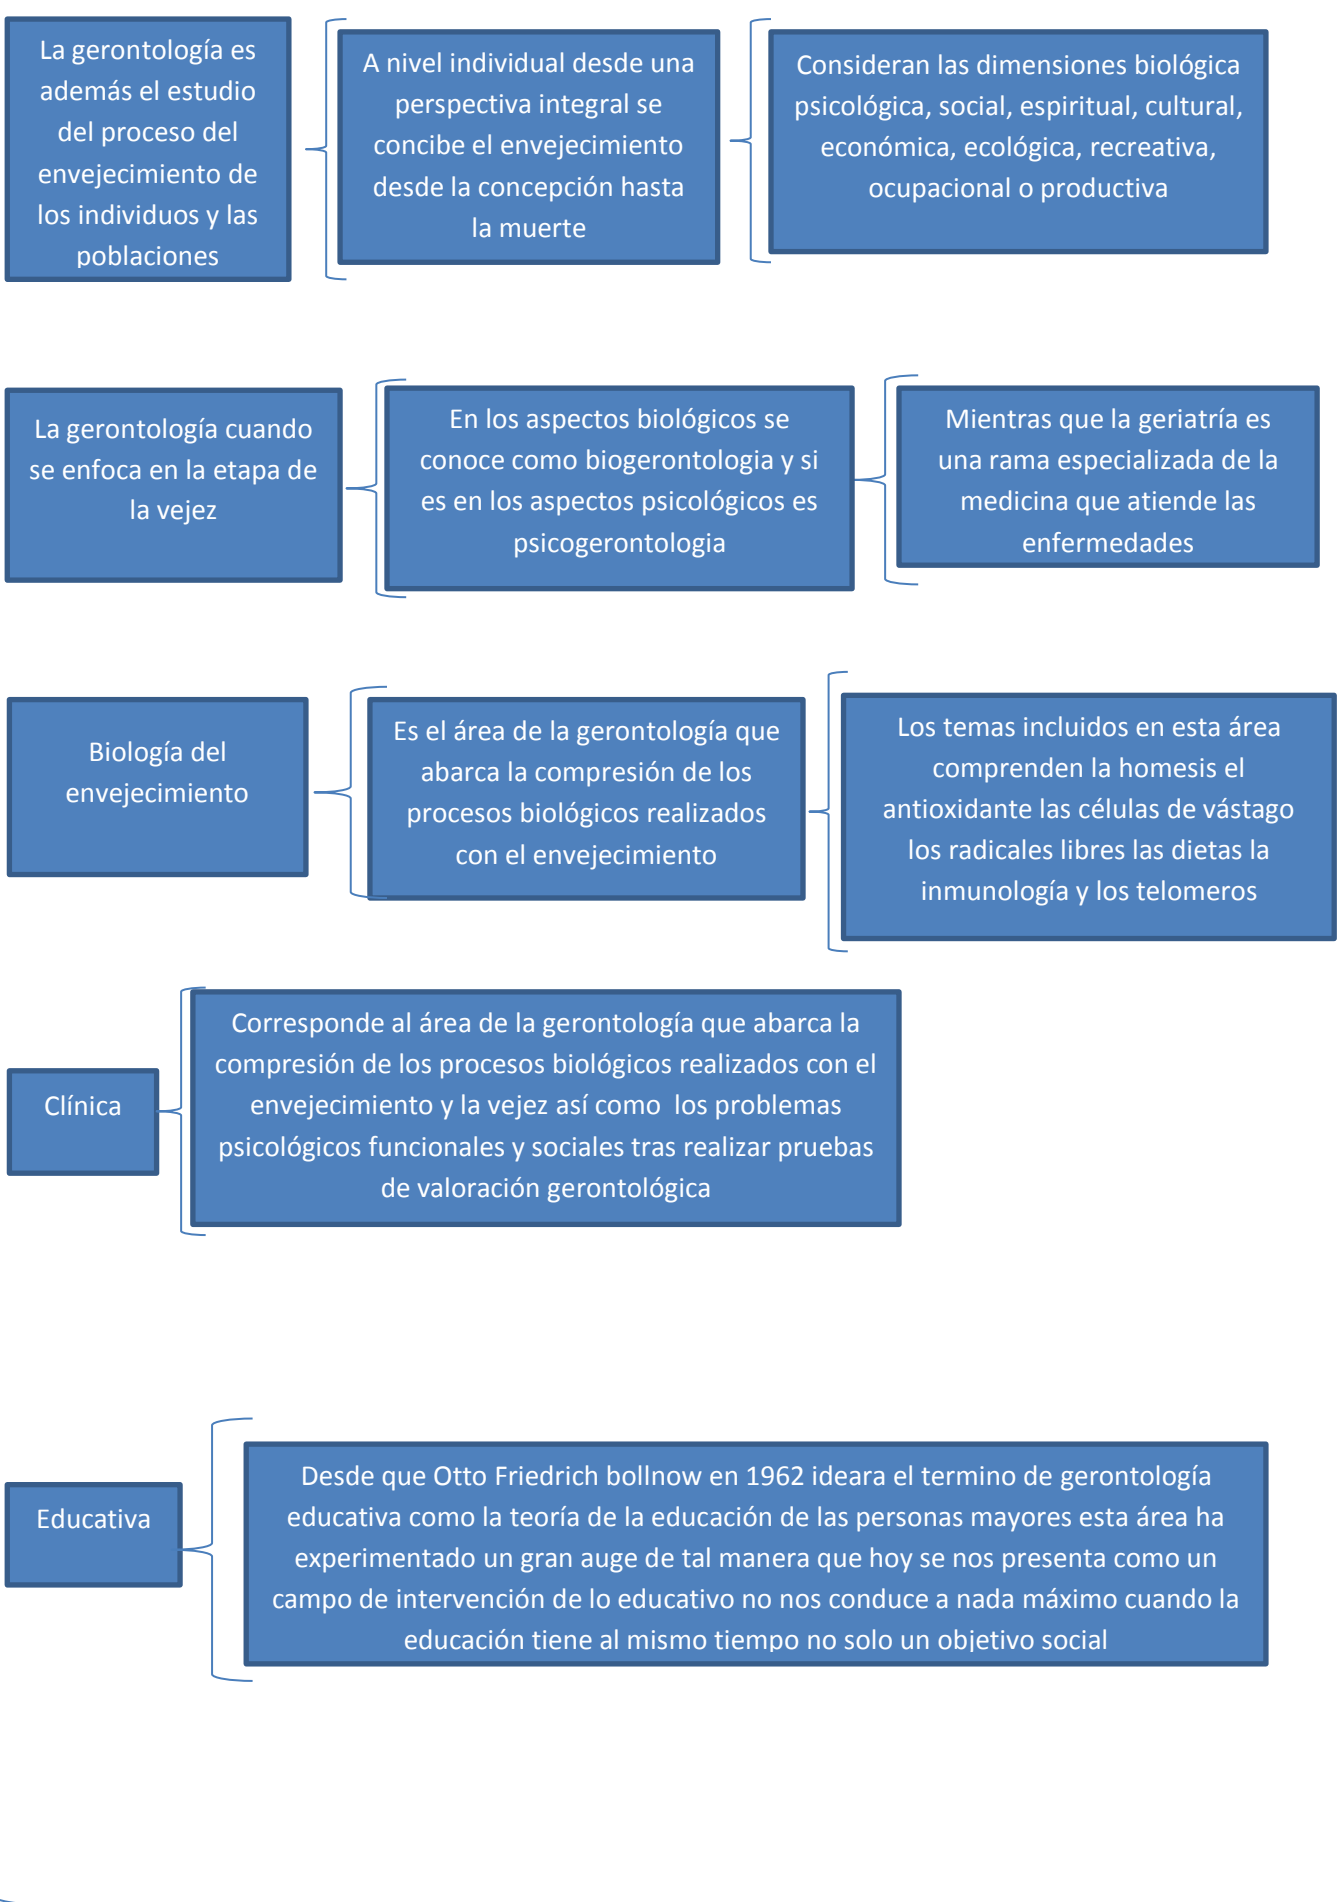 La gerontología es
además el estudio
del proceso del
envejecimiento de
los individuos y las
poblaciones
A nivel individual desde una
perspectiva integral se
concibe el envejecimiento
desde la concepción hasta
la muerte
Consideran las dimensiones biológica
psicológica, social, espiritual, cultural,
económica, ecológica, recreativa,
ocupacional o productiva
La gerontología cuando
se enfoca en la etapa de
la vejez
En los aspectos biológicos se
conoce como biogerontologia y si
es en los aspectos psicológicos es
psicogerontologia
Mientras que la geriatría es
una rama especializada de la
medicina que atiende las
enfermedades
Biología del
envejecimiento
Es el área de la gerontología que
abarca la compresión de los
procesos biológicos realizados
con el envejecimiento
Los temas incluidos en esta área
comprenden la homesis el
antioxidante las células de vástago
los radicales libres las dietas la
inmunología y los telomeros
Clínica
Corresponde al área de la gerontología que abarca la
compresión de los procesos biológicos realizados con el
envejecimiento y la vejez así como  los problemas
psicológicos funcionales y sociales tras realizar pruebas
de valoración gerontológica
Educativa
Desde que Otto Friedrich bollnow en 1962 ideara el termino de gerontología
educativa como la teoría de la educación de las personas mayores esta área ha
experimentado un gran auge de tal manera que hoy se nos presenta como un
campo de intervención de lo educativo no nos conduce a nada máximo cuando la
educación tiene al mismo tiempo no solo un objetivo social